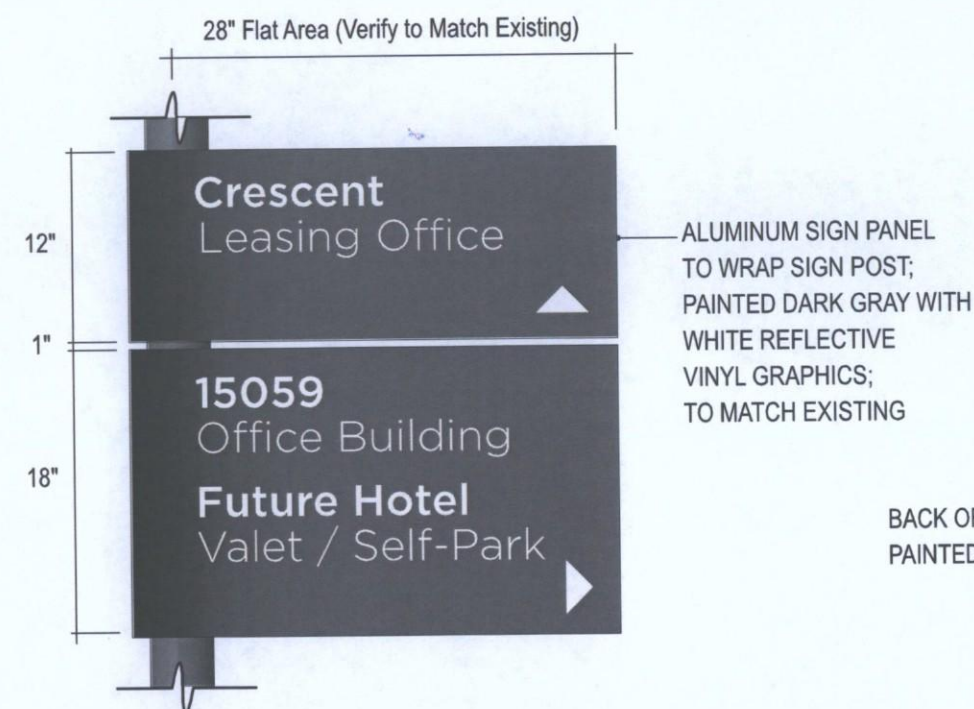 28" Flat Area (Verify to Match Existing)
12"
Crescent
Leasing Office
ALUMINUM SIGN PANEL
TO WRAP SIGN POST;
PAINTED DARK GRAY WITH
WHITE REFLECTIVE
VINYL GRAPHICS;
TO MATCH EXISTING
1"
18"
15059
Office Building
Future Hotel
Valet / Self-Park
BACK
PAINTED